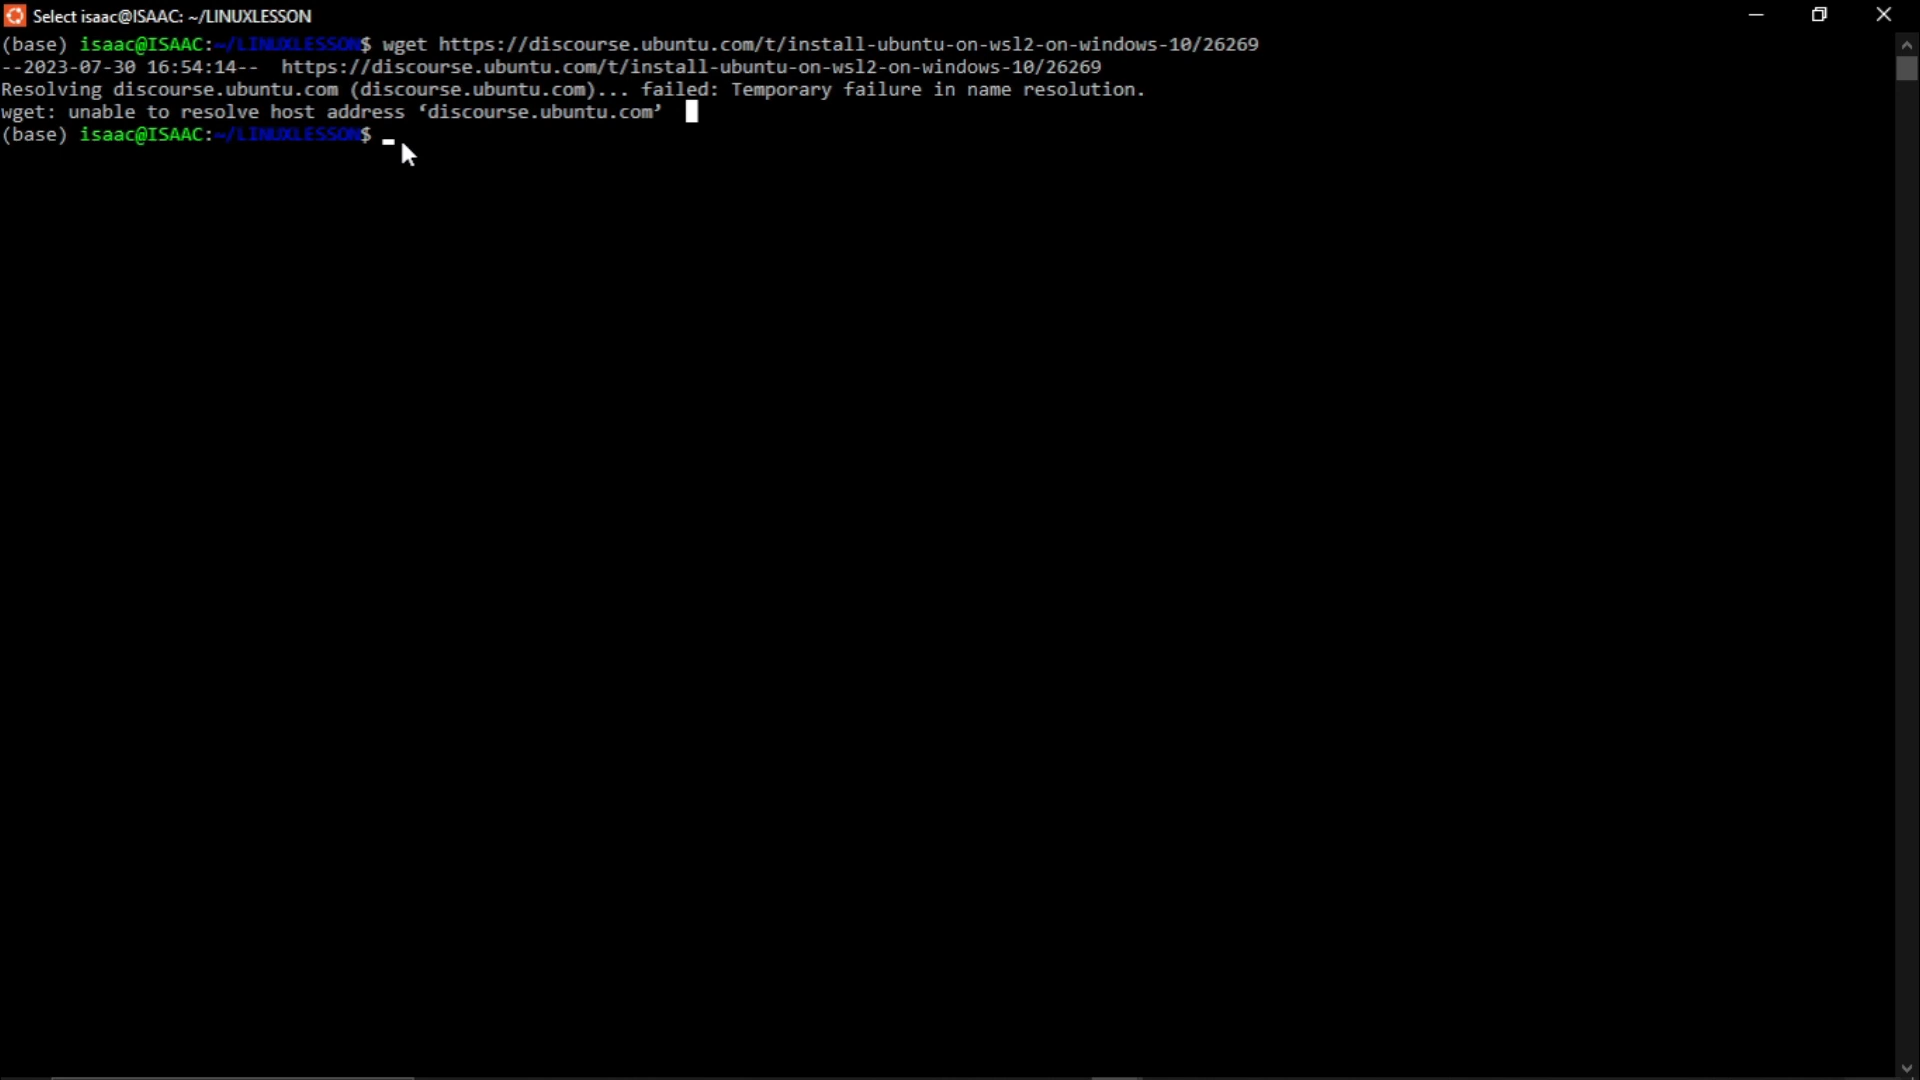 Select isaac@ISAAC: ~/LINUXLESSON
(base) isaac@ISAAC:~/LINUXLESSON$ wget https://discourse.ubuntu.com/t/install-ubuntu-on-wsl2-on-windows-10/26269
--2023-07-30 16:54:14--  https://discourse.ubuntu.com/t/install-ubuntu-on-wsl2-on-windows-10/26269
Resolving discourse.ubuntu.com (discourse.ubuntu.com)... failed: Temporary failure in name resolution.
wget: unable to resolve host address ‘discourse.ubuntu.com’
(base) isaac@ISAAC:~/LINUXLESSON$